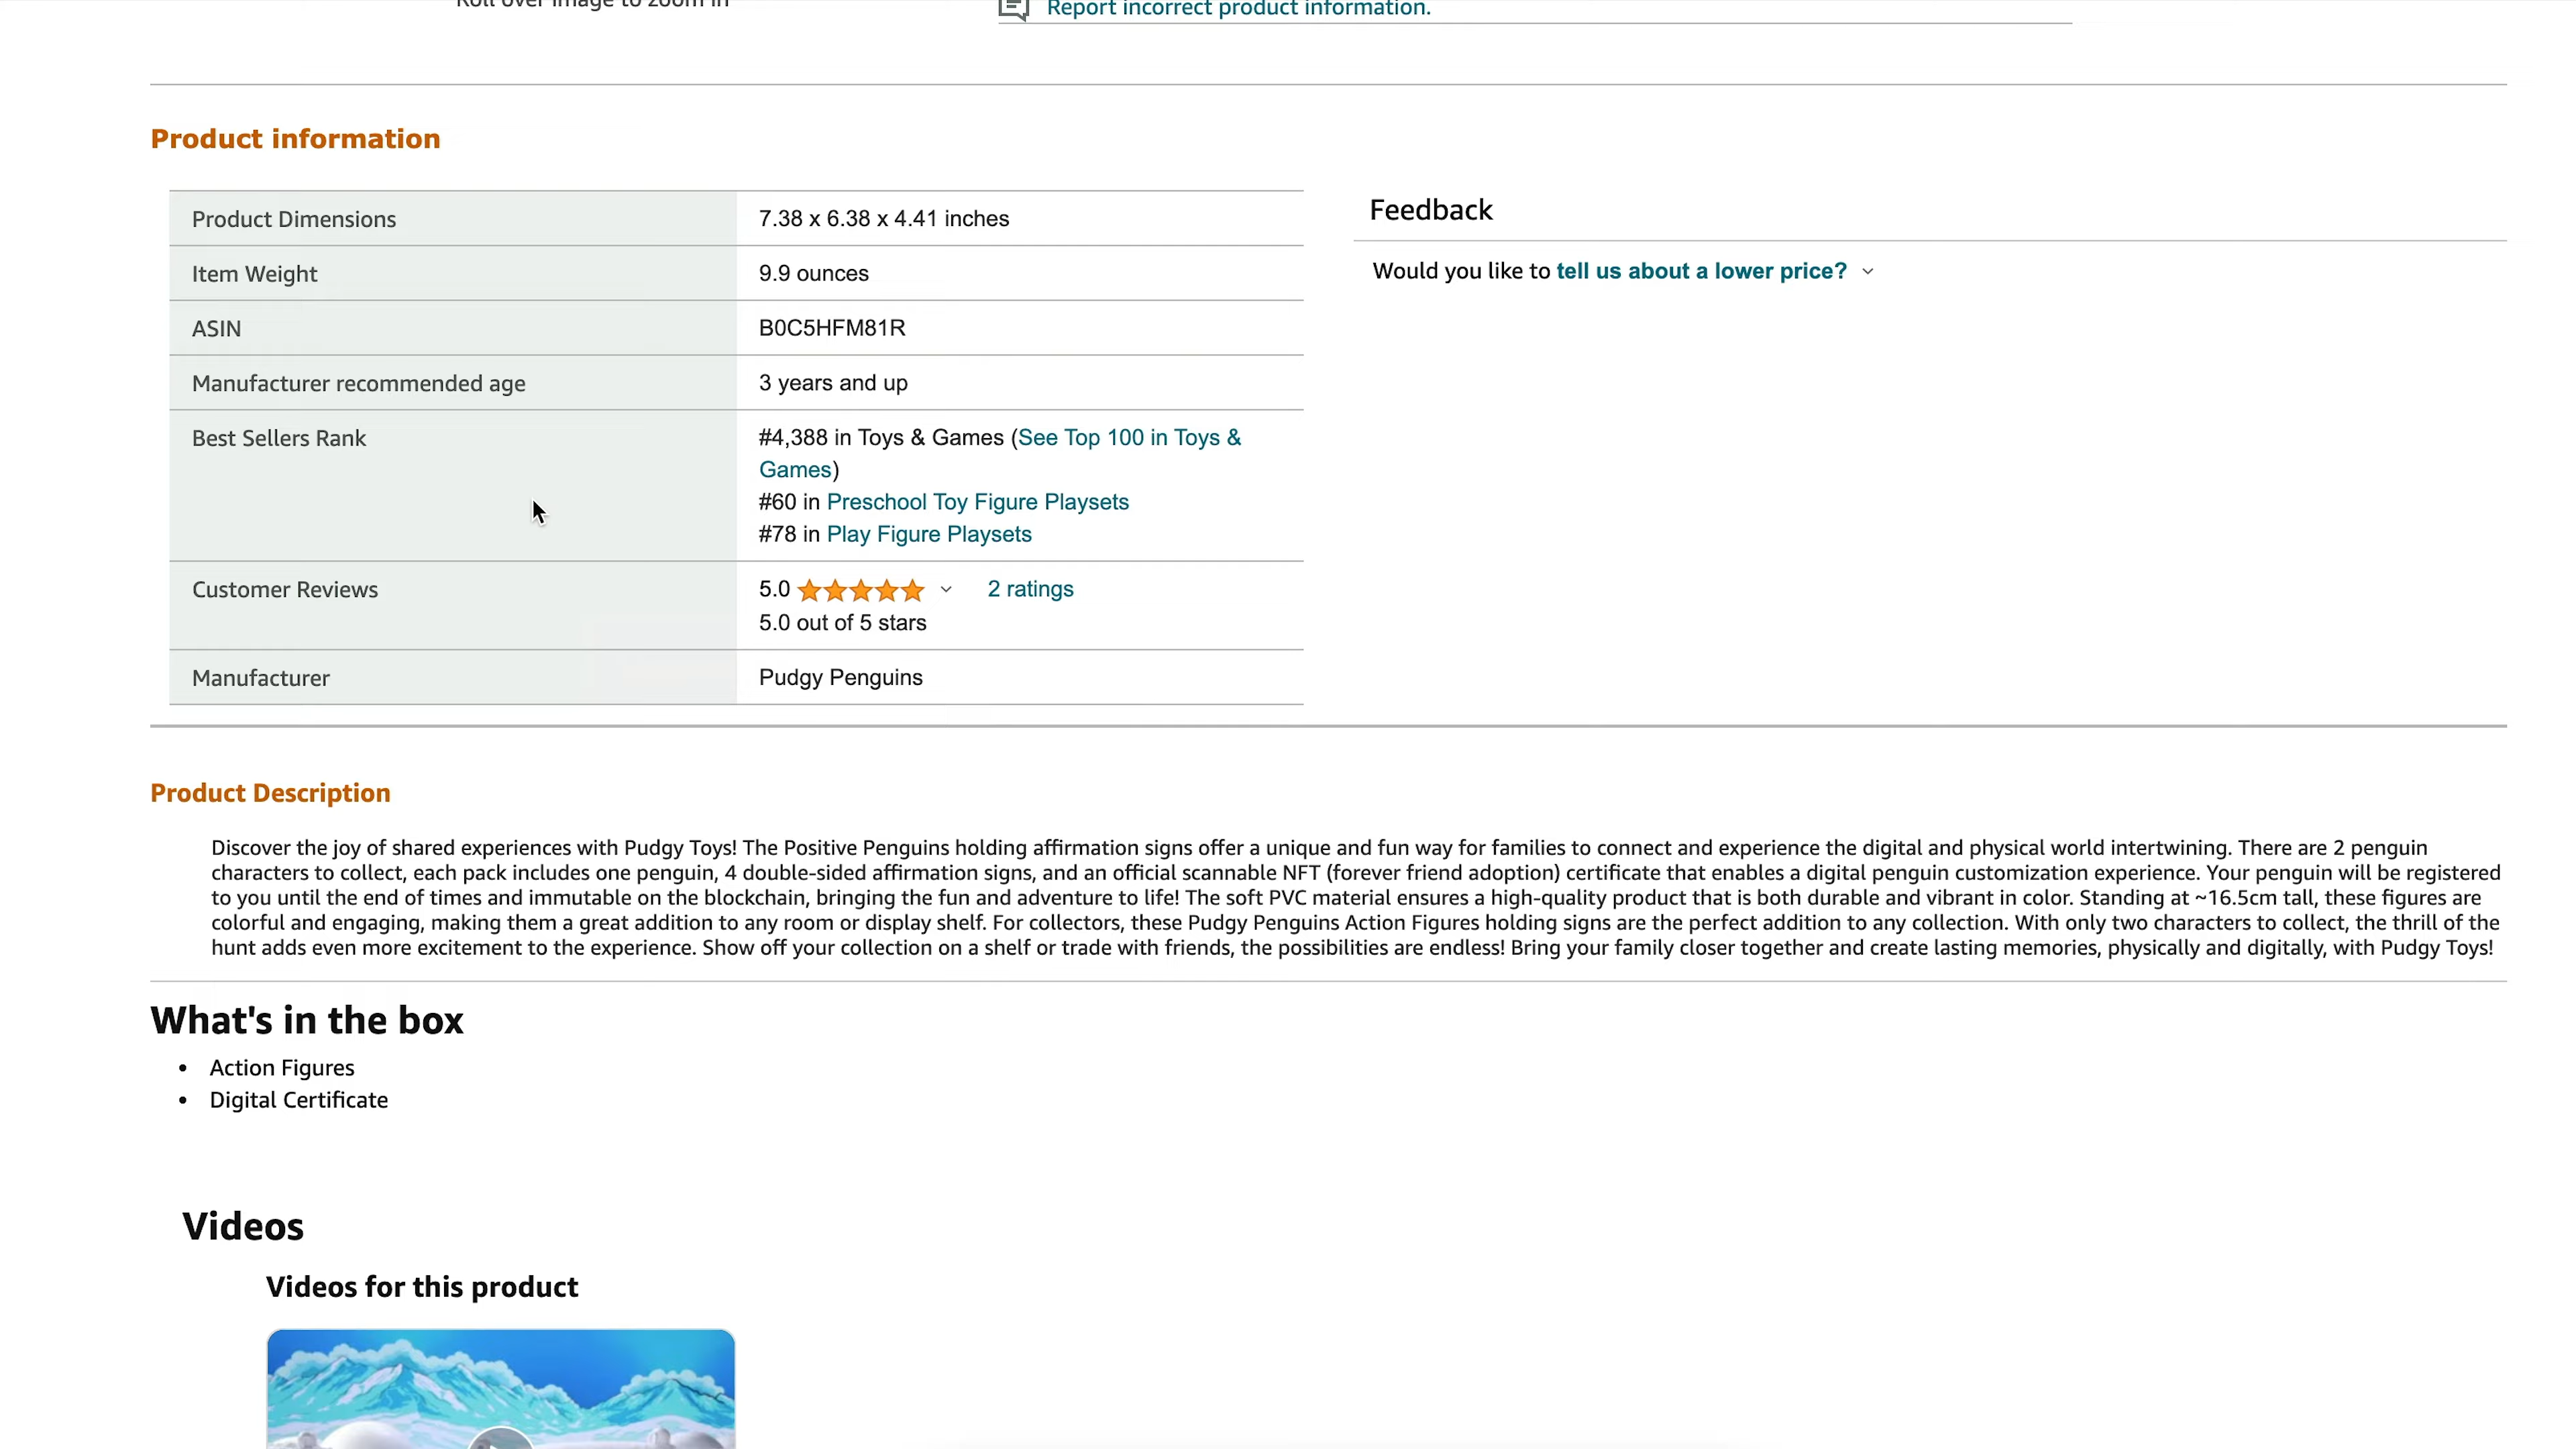 Roll over image to zoom in
Report incorrect product information.
Product information
Product Dimensions
7.38 x 6.38 x 4.41 inches
Item Weight
9.9 ounces
ASIN
B0C5HFM81R
Manufacturer recommended age
3 years and up
Best Sellers Rank
#4,388 in Toys & Games (See Top 100 in Toys &
Games)
#60 in Preschool Toy Figure Playsets
#78 in Play Figure Playsets
Customer Reviews
5.0 2 ratings
5.0 out of 5 stars
Manufacturer
Pudgy Penguins
Feedback
Would you like to tell us about a lower price?
Product Description
Discover the joy of shared experiences with Pudgy Toys! The Positive Penguins holding affirmation signs offer a unique and fun way for families to connect and experience the digital and physical world intertwining. There are 2 penguin
characters to collect, each pack includes one penguin, 4 double-sided affirmation signs, and an official scannable NFT (forever friend adoption) certificate that enables a digital penguin customization experience. Your penguin will be registered
to you until the end of times and immutable on the blockchain, bringing the fun and adventure to life! The soft PVC material ensures a high-quality product that is both durable and vibrant in color. Standing at ~16.5cm tall, these figures are
colorful and engaging, making them a great addition to any room or display shelf. For collectors, these Pudgy Penguins Action Figures holding signs are the perfect addition to any collection. With only two characters to collect, the thrill of the
hunt adds even more excitement to the experience. Show off your collection on a shelf or trade with friends, the possibilities are endless! Bring your family closer together and create lasting memories, physically and digitally, with Pudgy Toys!
What's in the box
• Action Figures
• Digital Certificate
Videos
Videos for this product